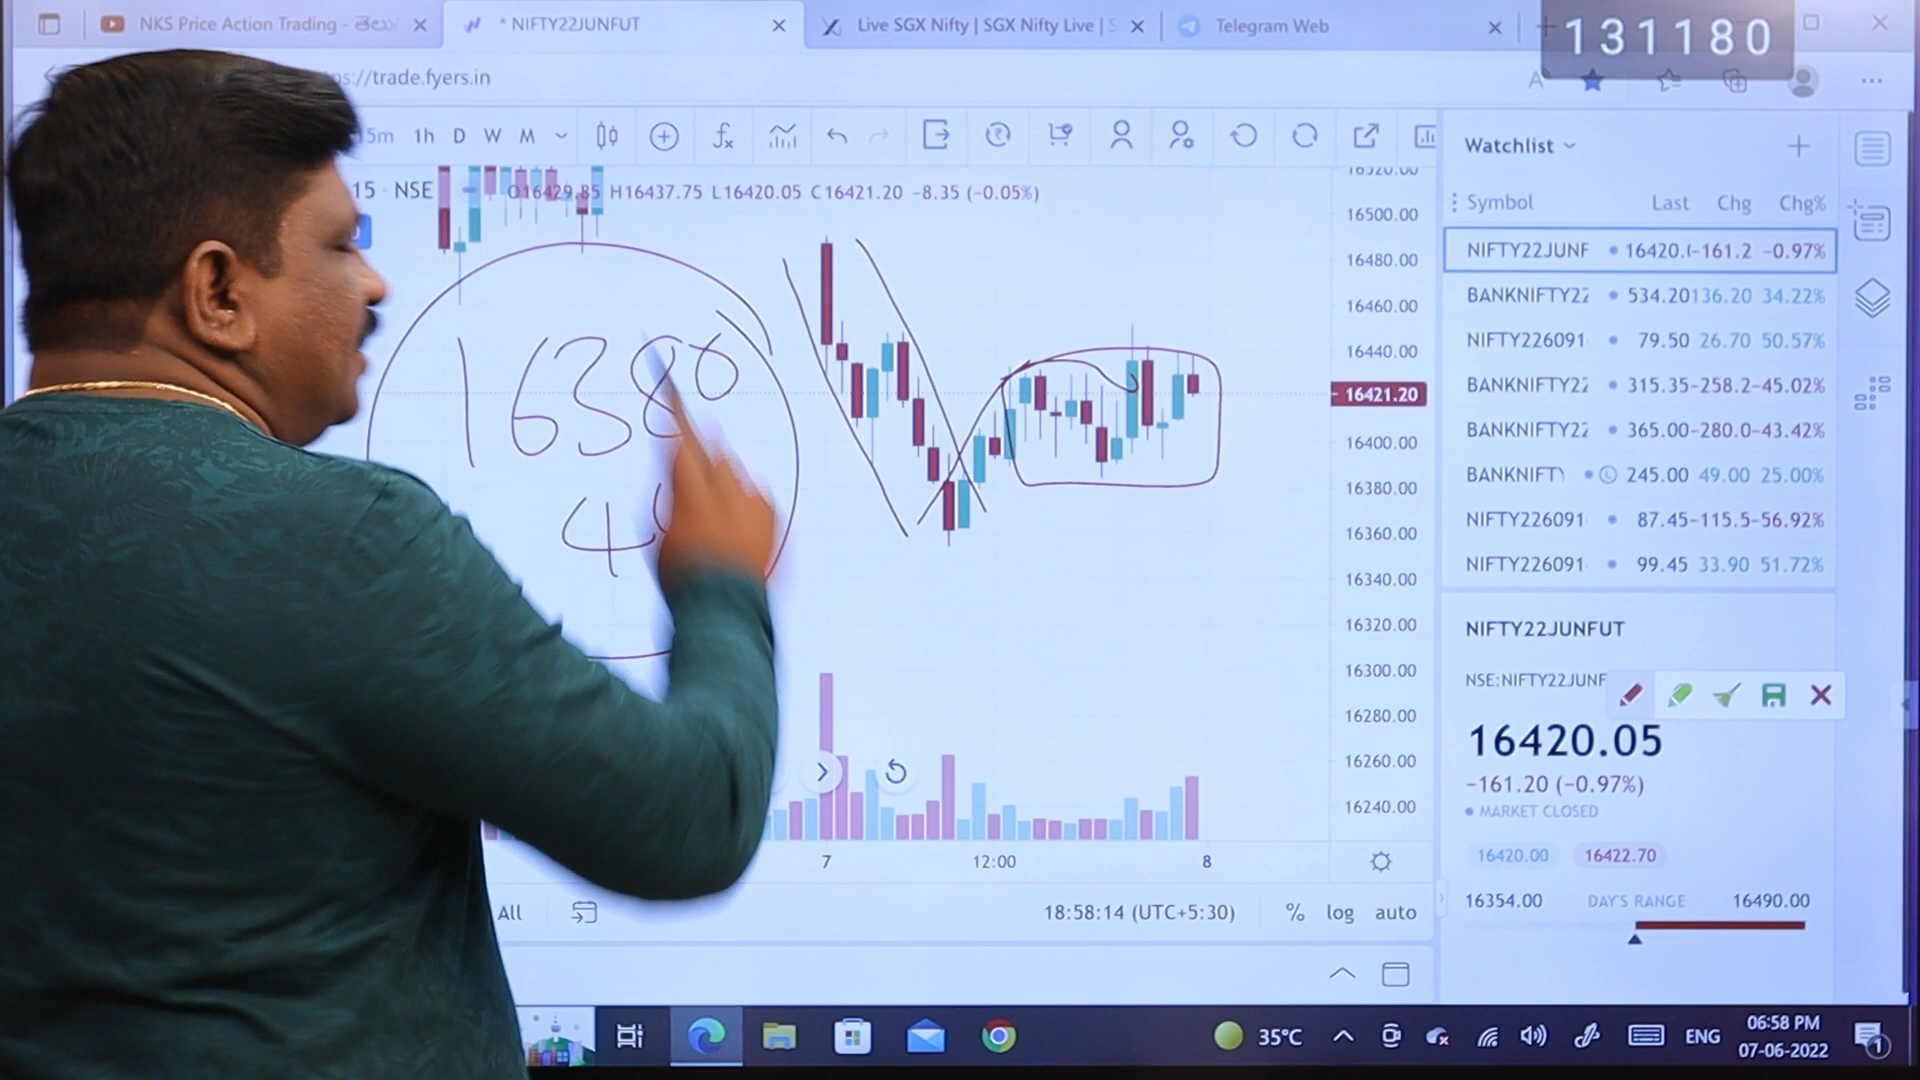 NKS Price Action Trading - తెలుగ
* NIFTY22JUNFUT
Live SGX Nifty | SGX Nifty Live | S
Telegram Web
131180
://trade.fyers.in
5m 1h D W M
15 · NSE O16429.85 H16437.75 L16420.05 C16421.20 −8.35 (−0.05%)
16380
4
16520.00
16500.00
16480.00
16460.00
16440.00
16421.20
16400.00
16380.00
16360.00
16340.00
16320.00
16300.00
16280.00
16260.00
16240.00
7 12:00 8
All
18:58:14 (UTC+5:30) % log auto
Watchlist
Symbol Last Chg Chg%
NIFTY22JUNF 16420.( −161.2 −0.97%
BANKNIFTY22 534.20 136.20 34.22%
NIFTY226091 79.50 26.70 50.57%
BANKNIFTY22 315.35 −258.2 −45.02%
BANKNIFTY22 365.00 −280.0 −43.42%
BANKNIFTY 245.00 49.00 25.00%
NIFTY226091 87.45 −115.5 −56.92%
NIFTY226091 99.45 33.90 51.72%
NIFTY22JUNFUT
NSE:NIFTY22JUNF
16420.05
−161.20 (−0.97%)
MARKET CLOSED
16420.00 16422.70
16354.00 DAY'S RANGE 16490.00
35°C ENG 06:58 PM
07-06-2022
1